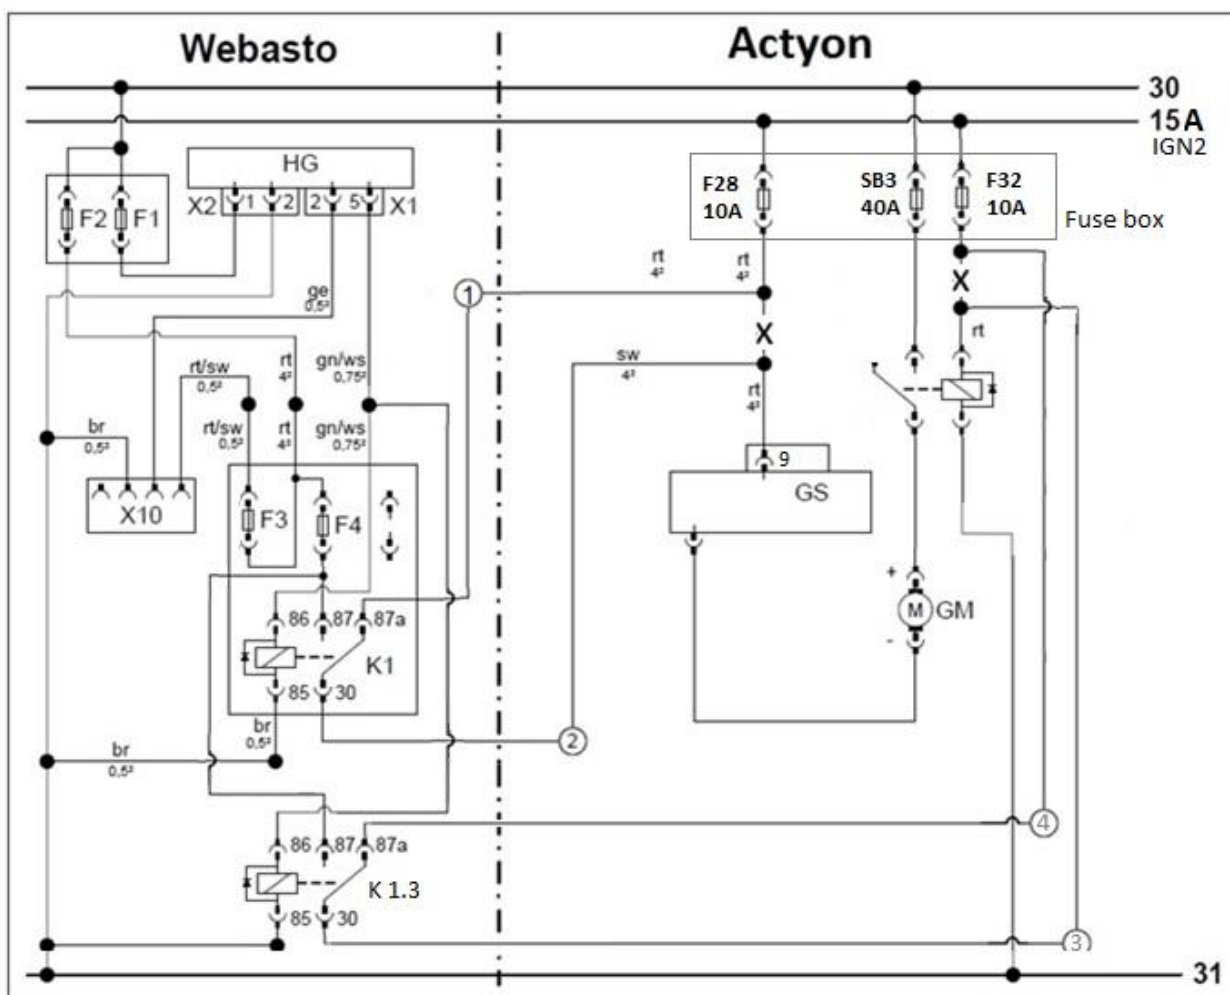 Webasto
Actyon
30
15A
IGN2
HG
X2
1
2
2
5
X1
F2
F1
F28
10A
SB3
40A
F32
10A
Fuse box
rt
4²
rt
4²
1
ge
0,5²
X
X
rt
sw
4²
rt/sw
0,5²
rt
4²
gn/ws
0,75²
rt
4²
br
0,5²
rt/sw
0,5²
rt
4²
gn/ws
0,75²
9
GS
X10
F3
F4
+
M
GM
-
86
87
87a
K1
85
30
br
0,5²
2
br
0,5²
4
86
87
87a
K 1.3
85
30
3
31